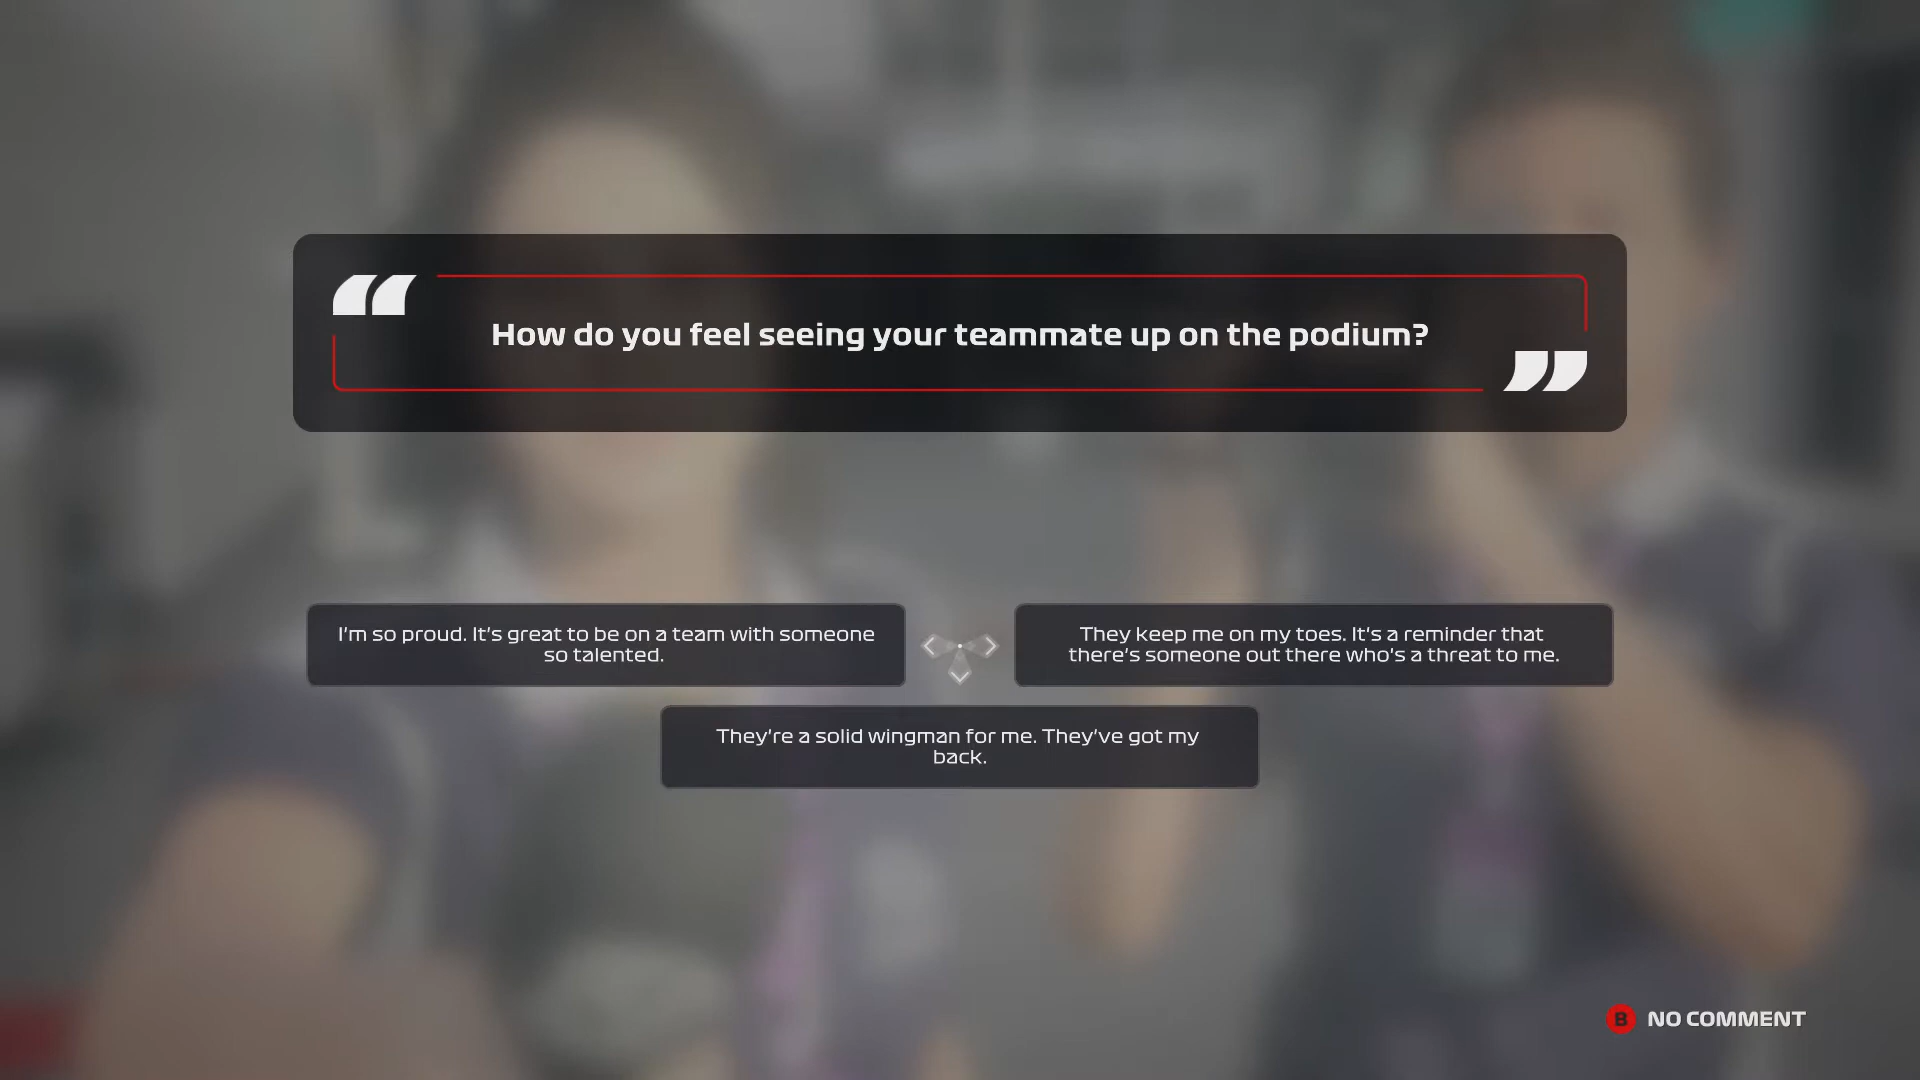 How do you feel seeing your teammate up on the podium?
I'm so proud. It's great to be on a team with someone
so talented.
They keep me on my toes. It's a reminder that
there's someone out there who's a threat to me.
They're a solid wingman for me. They've got my
back.
B NO COMMENT